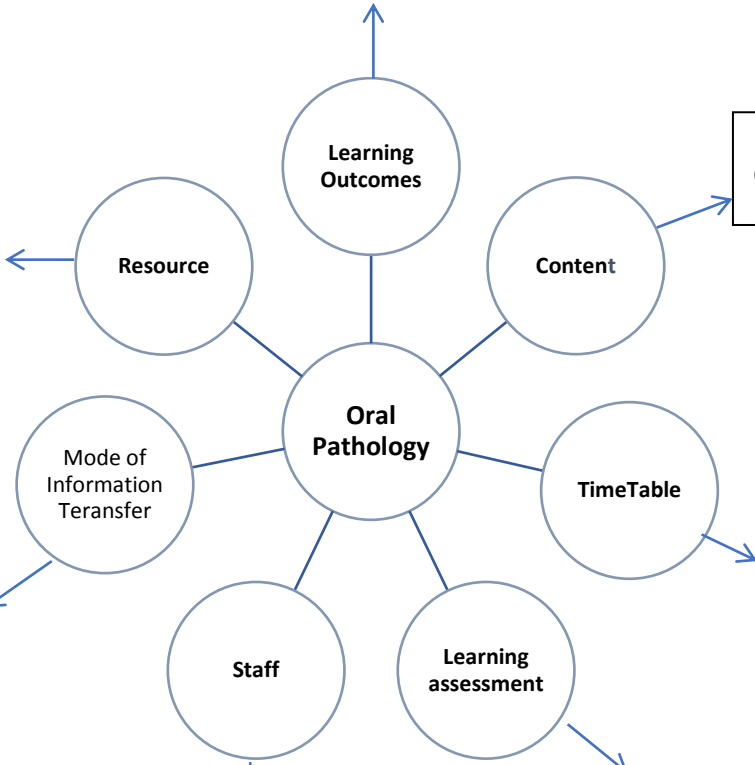 Learning
Outcomes
Resource
Content
Oral
Pathology
Mode of
Information
Teransfer
TimeTable
Staff
Learning
assessment